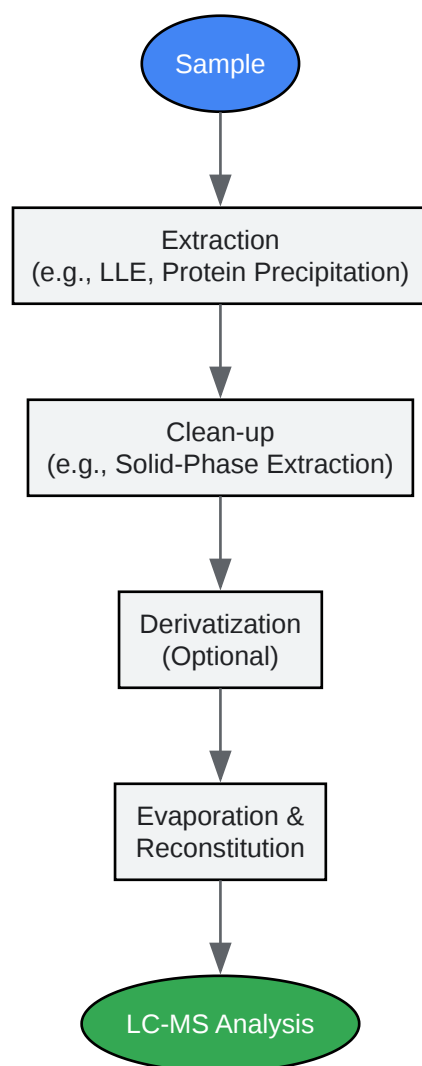 Sample
Extraction
(e.g., LLE, Protein Precipitation)
Clean-up
(e.g., Solid-Phase Extraction)
Derivatization
(Optional)
Evaporation &
Reconstitution
LC-MS Analysis